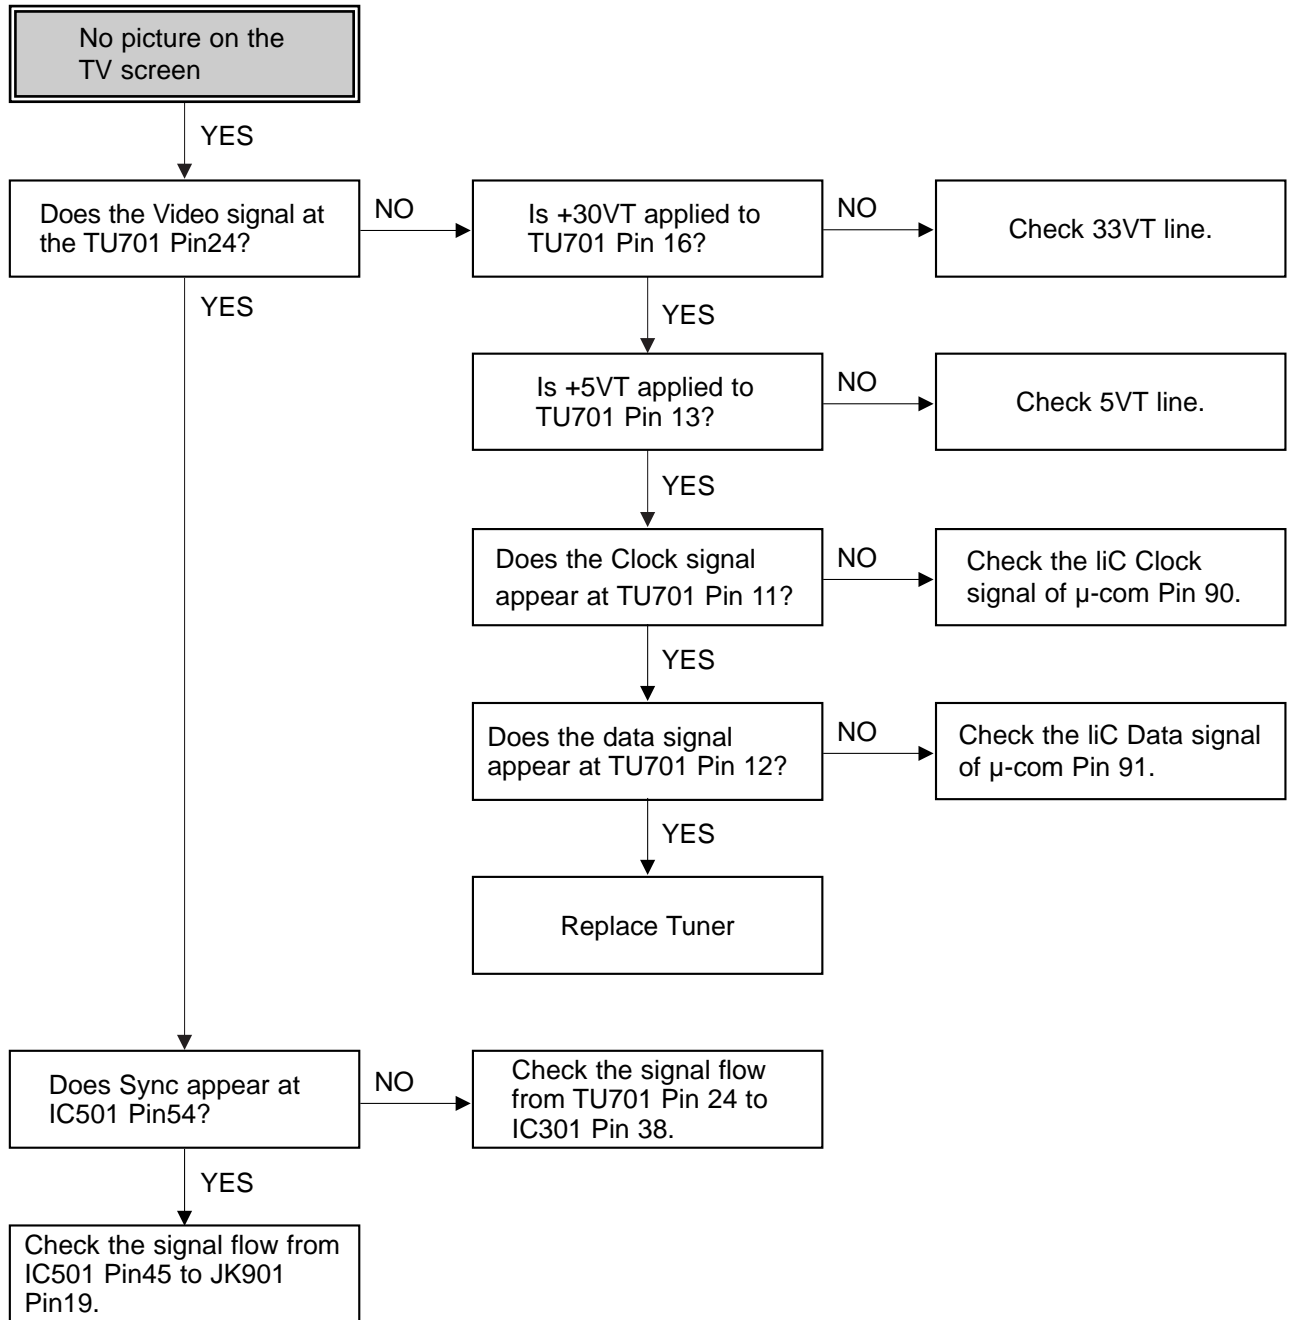 No picture on the
TV screen
YES
Does the Video signal at
the TU701 Pin24?
NO
Is +30VT applied to
TU701 Pin 16?
NO
Check 33VT line.
YES
YES
Is +5VT applied to
TU701 Pin 13?
NO
Check 5VT line.
YES
Does the Clock signal
appear at TU701 Pin 11?
NO
Check the IiC Clock
signal of µ-com Pin 90.
YES
Does the data signal
appear at TU701 Pin 12?
NO
Check the IiC Data signal
of µ-com Pin 91.
YES
Replace Tuner
Does Sync appear at
IC501 Pin54?
NO
Check the signal flow
from TU701 Pin 24 to
IC301 Pin 38.
YES
Check the signal flow from
IC501 Pin45 to JK901
Pin19.